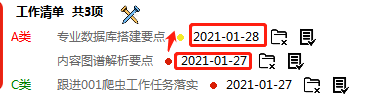 工作清单 共3项
A类 专业数据库搭建要点 2021-01-28
内容图谱解析要点 2021-01-27
C类 跟进001爬虫工作任务落实 2021-01-27